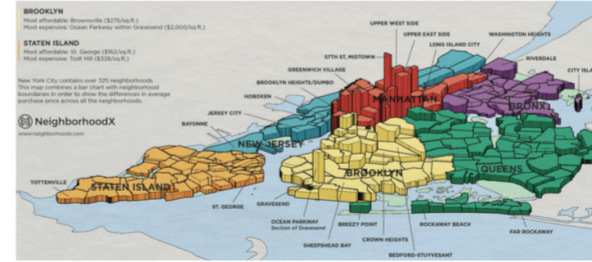 BROOKLYN
Most affordable: Brownsville ($275/sq.ft.)
Most expensive: Ocean Parkway within Gravesend ($2,000/sq.ft.)
STATEN ISLAND
Most affordable: St. George ($162/sq.ft.)
Most expensive: Todt Hill ($328/sq.ft.)
New York City contains over 325 neighborhoods.
This map combines a bar chart with neighborhood
boundaries in order to show the differences in average
purchase price across all the neighborhoods.
NeighborhoodX
www.neighborhoodx.com
UPPER WEST SIDE
UPPER EAST SIDE
WASHINGTON HEIGHTS
LONG ISLAND CITY
57TH ST, MIDTOWN
RIVERDALE
GREENWICH VILLAGE
CITY ISLA
BROOKLYN HEIGHTS/DUMBO
HOBOKEN
MANHATTAN
BRONX
JERSEY CITY
BAYONNE
NEW JERSEY
BROOKLYN
QUEENS
TOTTENVILLE
STATEN ISLAND
ST. GEORGE
GRAVESEND
OCEAN PARKWAY
Section of Gravesend
BREEZY POINT
ROCKAWAY BEACH
FAR ROCKAWAY
SHEEPSHEAD BAY
CROWN HEIGHTS
BEDFORD-STUYVESANT